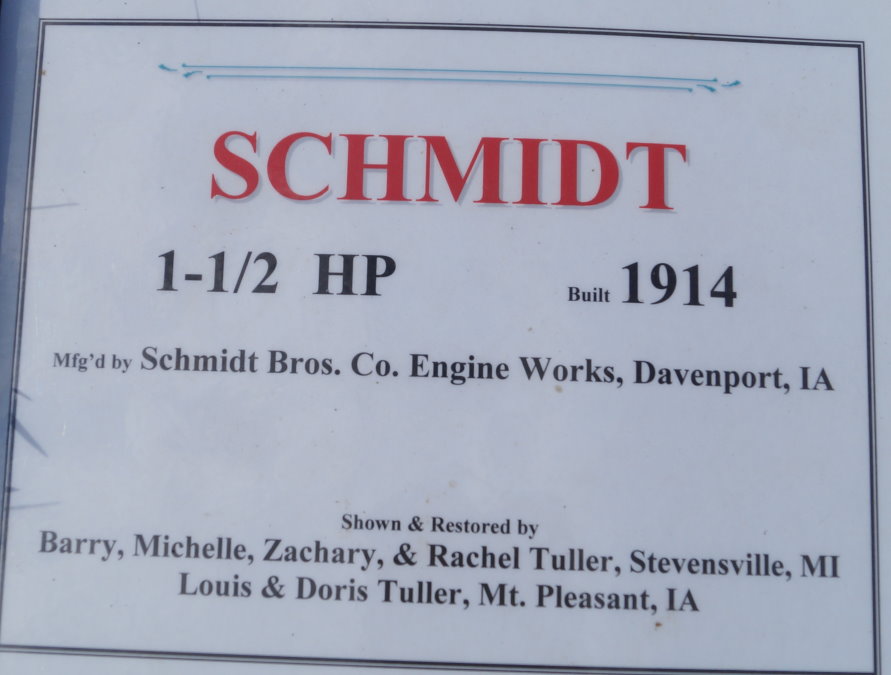 SCHMIDT
1-1/2 HP Built 1914
Mfg'd by Schmidt Bros. Co. Engine Works, Davenport, IA
Shown & Restored by
Barry, Michelle, Zachary, & Rachel Tuller, Stevensville, MI
Louis & Doris Tuller, Mt. Pleasant, IA